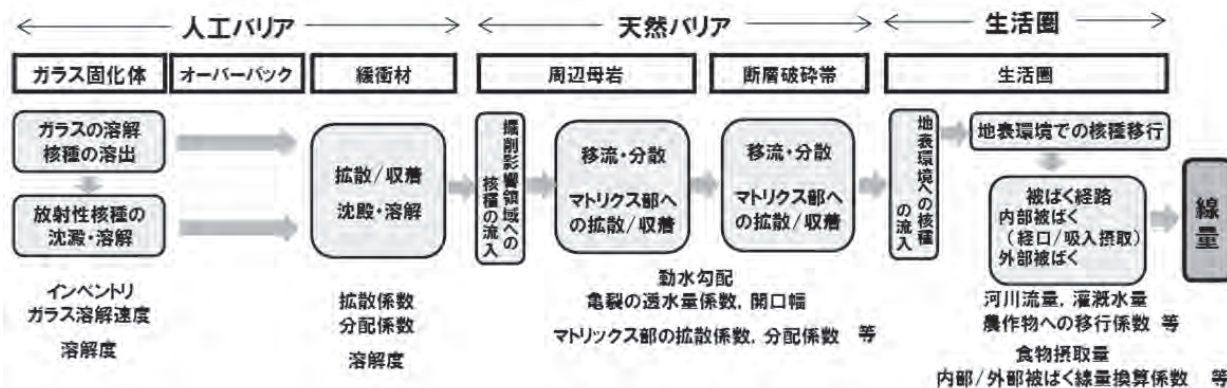 人工バリア
天然バリア
生活圏
ガラス固化体
オーバーパック
緩衝材
周辺母岩
断層破砕帯
生活圏
ガラスの溶解
核種の溶出
放射性核種の
沈澱・溶解
インベントリ
ガラス溶解速度
溶解度
拡散/収着
沈殿・溶解
拡散係数
分配係数
溶解度
掘削影響領域への
核種の流入
移流・分散
マトリクス部へ
の拡散/収着
移流・分散
マトリクス部へ
の拡散/収着
動水勾配
亀裂の透水量係数, 開口幅
マトリックス部の拡散係数, 分配係数 等
地表環境への核種
の流入
地表環境での核種移行
被ばく経路
内部被ばく
(経口/吸入摂取)
外部被ばく
河川流量, 灌漑水量
農作物への移行係数 等
食物摂取量
内部/外部被ばく線量換算係数 等
線量